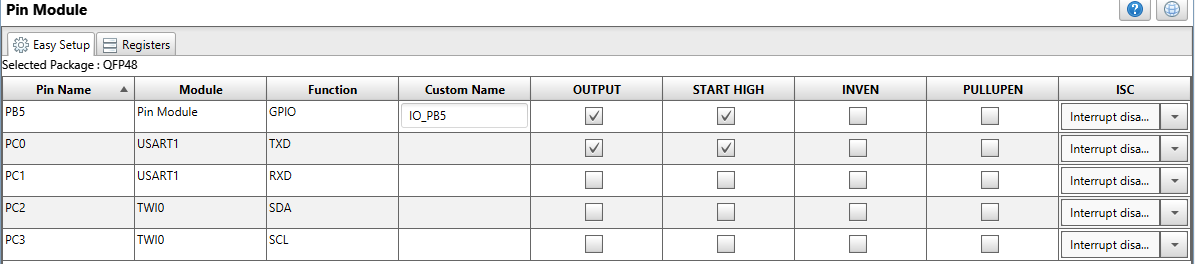 Pin Module
Easy Setup Registers
Selected Package : QFP48
Pin Name Module Function Custom Name OUTPUT START HIGH INVEN PULLUPEN ISC
PB5 Pin Module GPIO IO_PB5 Interrupt disa...
PC0 USART1 TXD Interrupt disa...
PC1 USART1 RXD Interrupt disa...
PC2 TWI0 SDA Interrupt disa...
PC3 TWI0 SCL Interrupt disa...